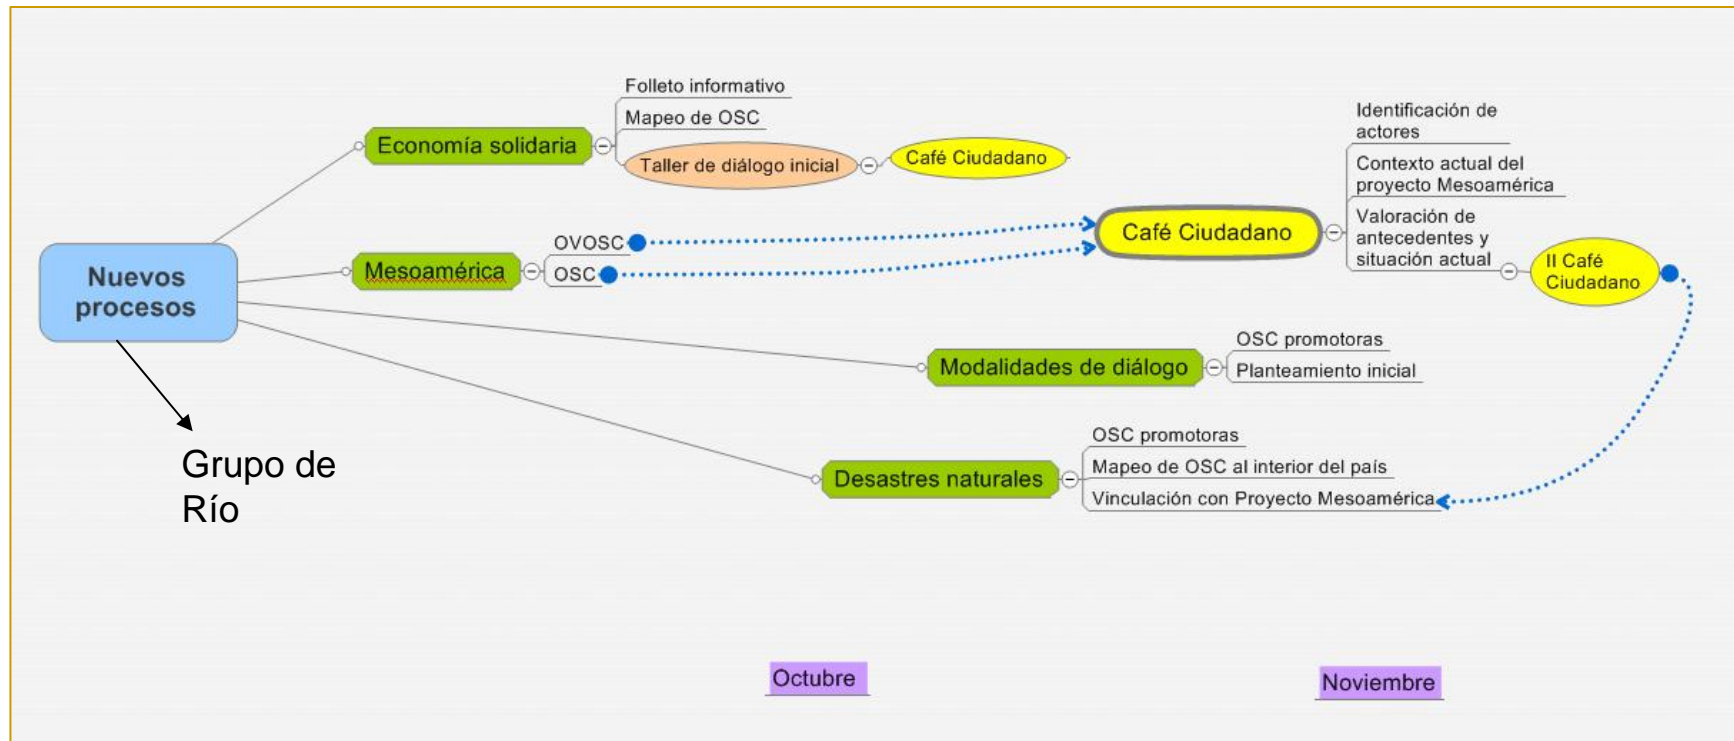 Nuevos
procesos
Grupo de
Río
Economía solidaria
Folleto informativo
Mapeo de OSC
Taller de diálogo inicial
Café Ciudadano
Mesoamérica
OVOSC
OSC
Café Ciudadano
Identificación de
actores
Contexto actual del
proyecto Mesoamérica
Valoración de
antecedentes y
situación actual
II Café
Ciudadano
Modalidades de diálogo
OSC promotoras
Planteamiento inicial
Desastres naturales
OSC promotoras
Mapeo de OSC al interior del país
Vinculación con Proyecto Mesoamérica
Octubre
Noviembre